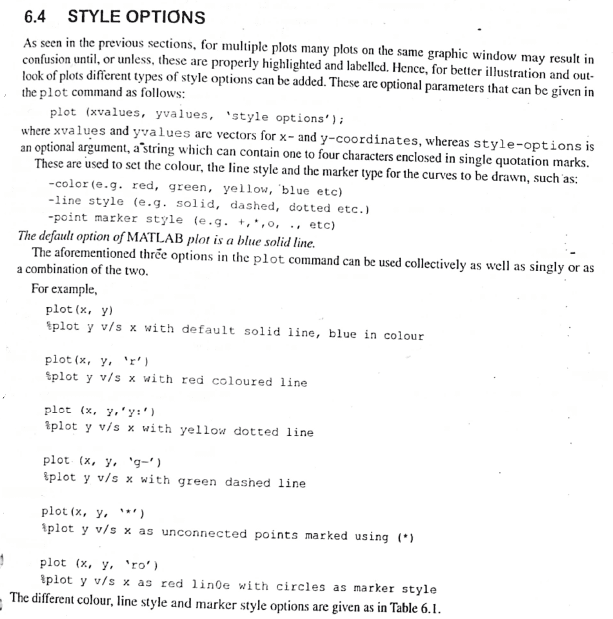 6.4 STYLE OPTIONS
As seen in the previous sections, for multiple plots many plots on the same graphic window may result in
confusion until, or unless, these are properly highlighted and labelled. Hence, for better illustration and out-
look of plots different types of style options can be added. These are optional parameters that can be given in
the plot command as follows:
plot (xvalues, yvalues, 'style options');
where xvalues and yvalues are vectors for x- and y-coordinates, whereas style-options is
an optional argument, a string which can contain one to four characters enclosed in single quotation marks.
These are used to set the colour, the line style and the marker type for the curves to be drawn, such as:
-color(e.g. red, green, yellow, blue etc)
-line style (e.g. solid, dashed, dotted etc.)
-point marker style (e.g. +,*,o, ., etc)
The default option of MATLAB plot is a blue solid line.
The aforementioned three options in the plot command can be used collectively as well as singly or as
a combination of the two.
For example,
plot(x, y)
%plot y v/s x with default solid line, blue in colour
plot(x, y, 'r')
%plot y v/s x with red coloured line
plot (x, y,'y:')
%plot y v/s x with yellow dotted line
plot (x, y, 'g-')
%plot y v/s x with green dashed line
plot(x, y, '*')
%plot y v/s x as unconnected points marked using (*)
plot (x, y, 'ro')
%plot y v/s x as red lin0e with circles as marker style
The different colour, line style and marker style options are given as in Table 6.1.